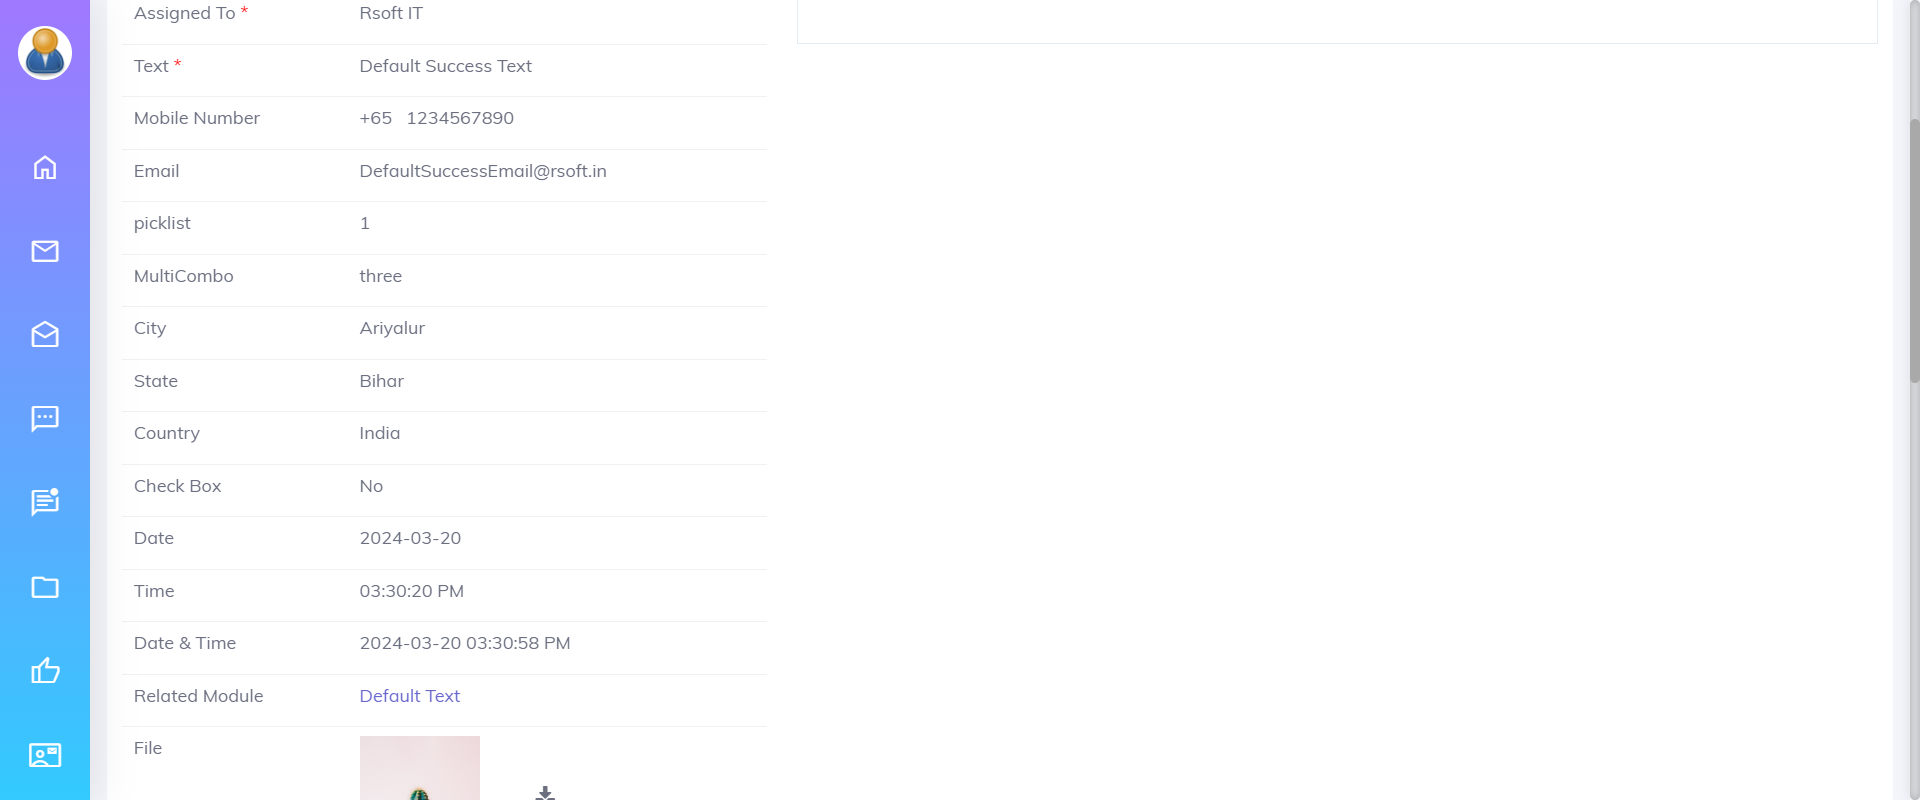 Assigned To * Rsoft IT
Text * Default Success Text
Mobile Number +65 1234567890
Email DefaultSuccessEmail@rsoft.in
picklist 1
MultiCombo three
City Ariyalur
State Bihar
Country India
Check Box No
Date 2024-03-20
Time 03:30:20 PM
Date & Time 2024-03-20 03:30:58 PM
Related Module Default Text
File